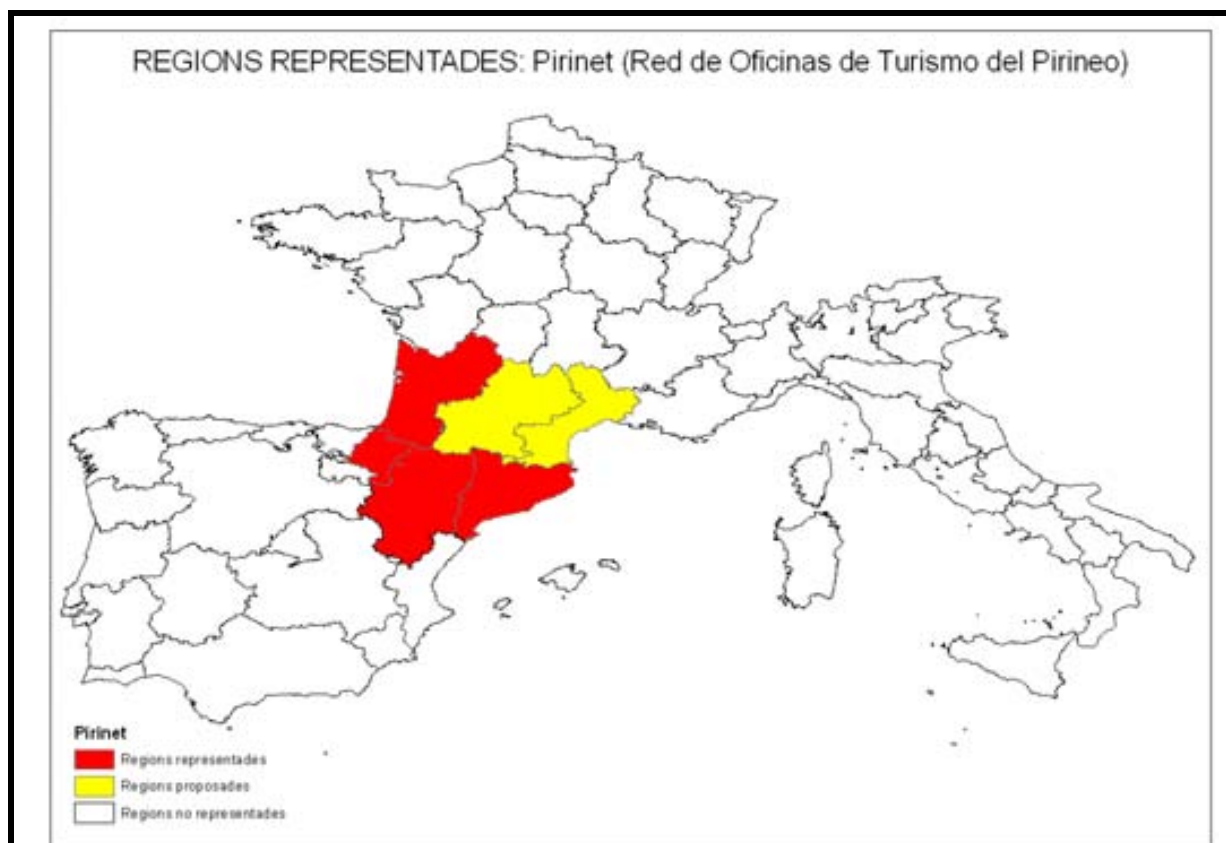 REGIONS REPRESENTADES: Pirinet (Red de Oficinas de Turismo del Pirineo)
Pirinet
Regions representades
Regions proposades
Regions no representades